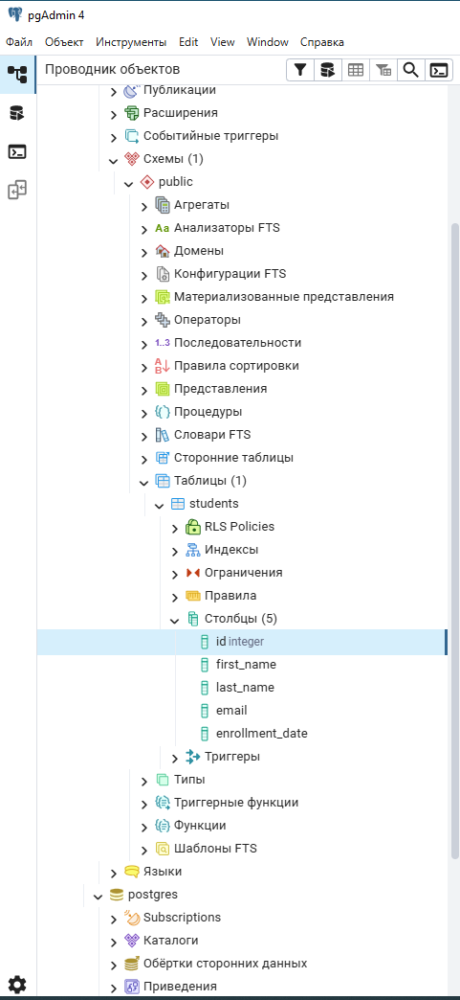 pgAdmin 4
Файл Объект Инструменты Edit View Window Справка
Проводник объектов
Публикации
Расширения
Событийные триггеры
Схемы (1)
public
Агрегаты
Aa Анализаторы FTS
Домены
Конфигурации FTS
Материализованные представления
Операторы
1..3 Последовательности
AB Правила сортировки
Представления
Процедуры
Словари FTS
Сторонние таблицы
Таблицы (1)
students
RLS Policies
Индексы
Ограничения
Правила
Столбцы (5)
id integer
first_name
last_name
email
enrollment_date
Триггеры
Типы
Триггерные функции
Функции
Шаблоны FTS
Языки
postgres
Subscriptions
Каталоги
Обёртки сторонних данных
Приведения